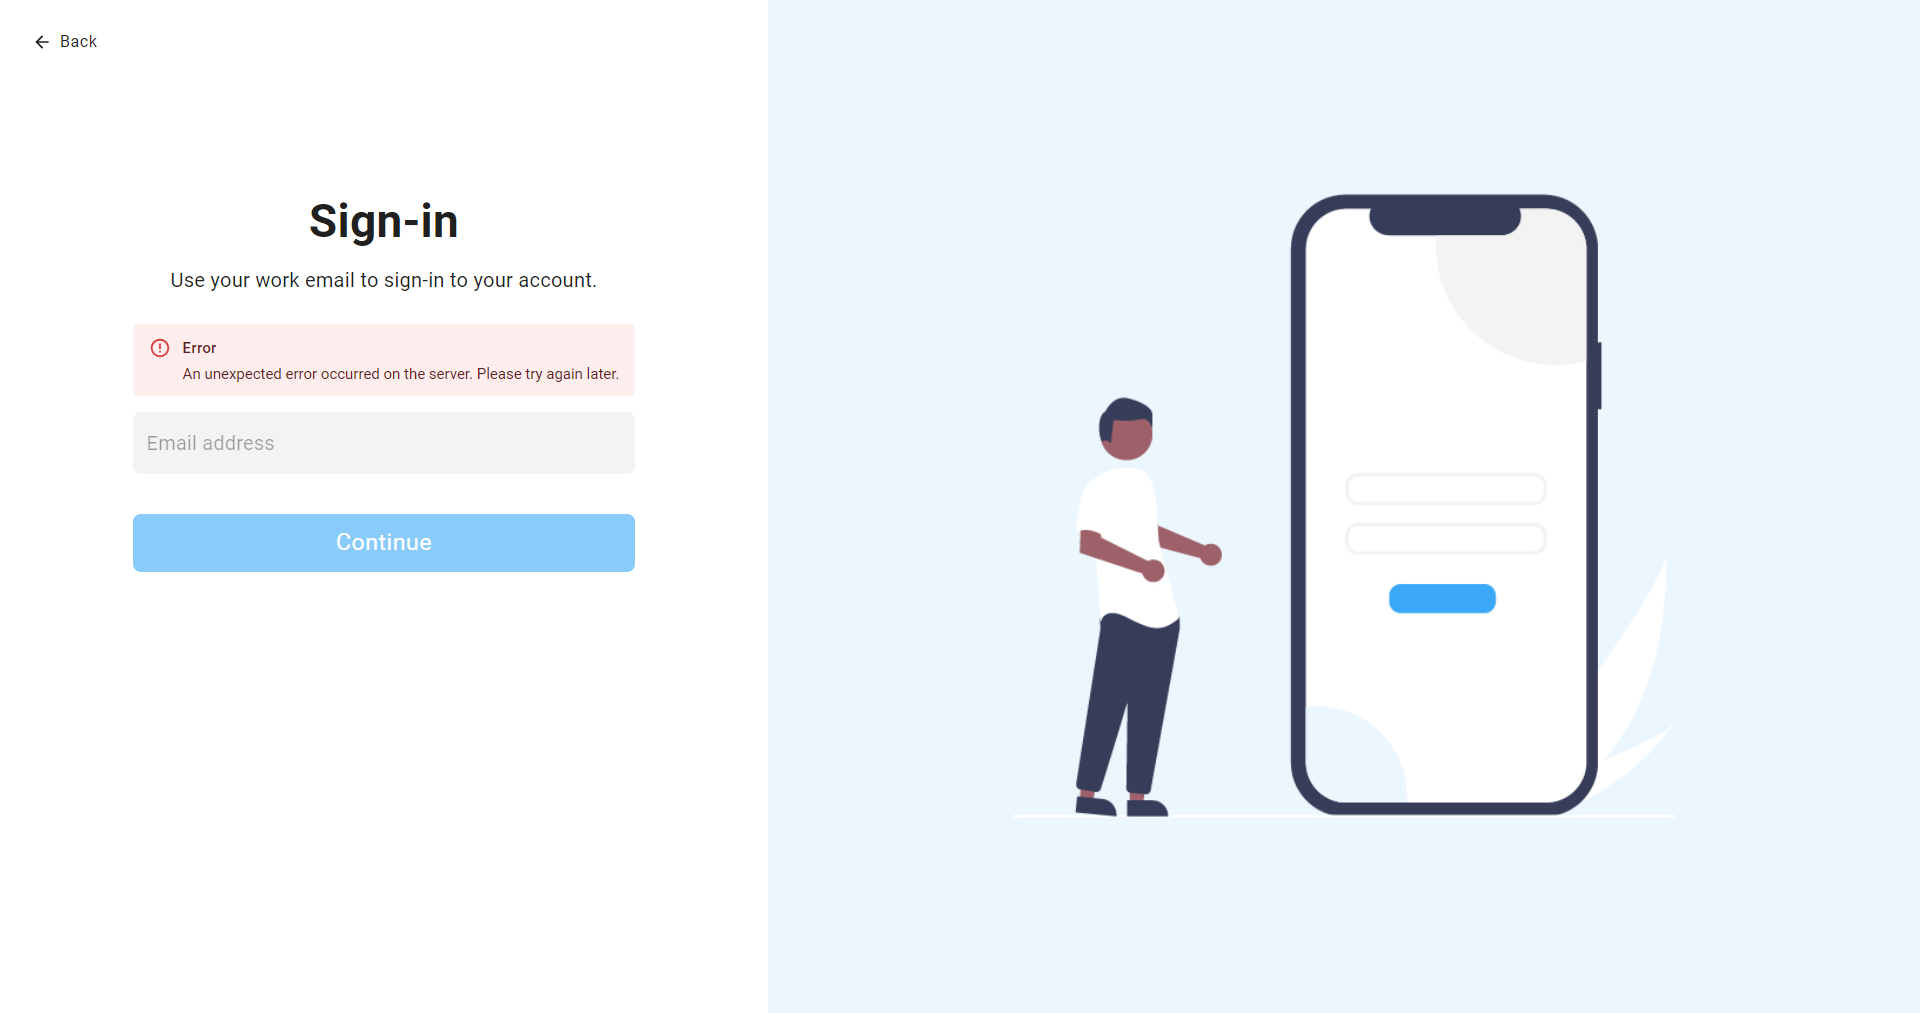 Back
Sign-in
Use your work email to sign-in to your account.
Error
An unexpected error occurred on the server. Please try again later.
Email address
Continue